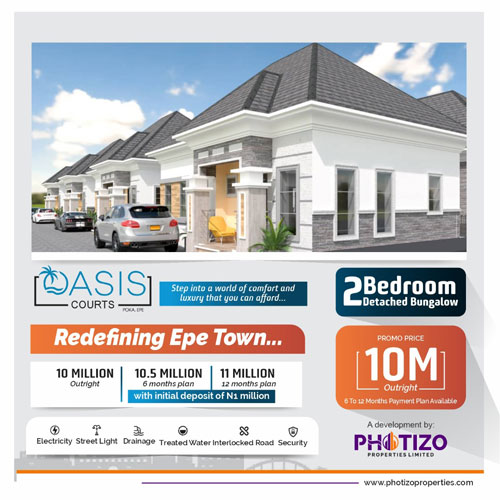 OASIS
COURTS
POKA, EPE
Step into a world of comfort and
luxury that you can afford...
2 Bedroom
Detached Bungalow
Redefining Epe Town...
10 MILLION
Outright
10.5 MILLION
6 months plan
11 MILLION
12 months plan
with initial deposit of N1 million
PROMO PRICE
10M
Outright
6 To 12 Months Payment Plan Available
Electricity Street Light Drainage Treated Water Interlocked Road Security
A development by:
PHOTIZO
PROPERTIES LIMITED
www.photizoproperties.com